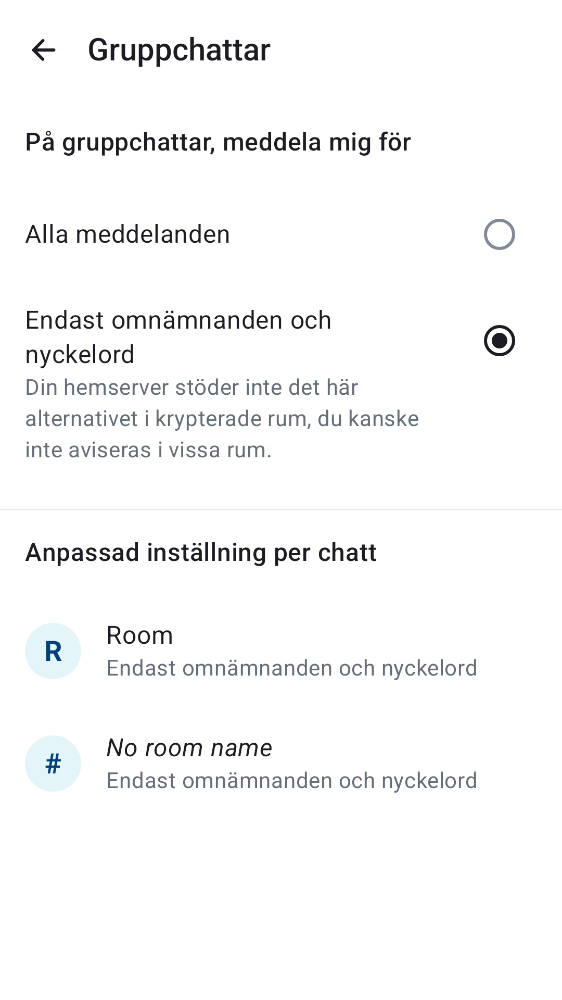 Gruppchattar
På gruppchattar, meddela mig för
Alla meddelanden
Endast omnämnanden och
nyckelord
Din hemserver stöder inte det här
alternativet i krypterade rum, du kanske
inte aviseras i vissa rum.
Anpassad inställning per chatt
R
Room
Endast omnämnanden och nyckelord
#
No room name
Endast omnämnanden och nyckelord